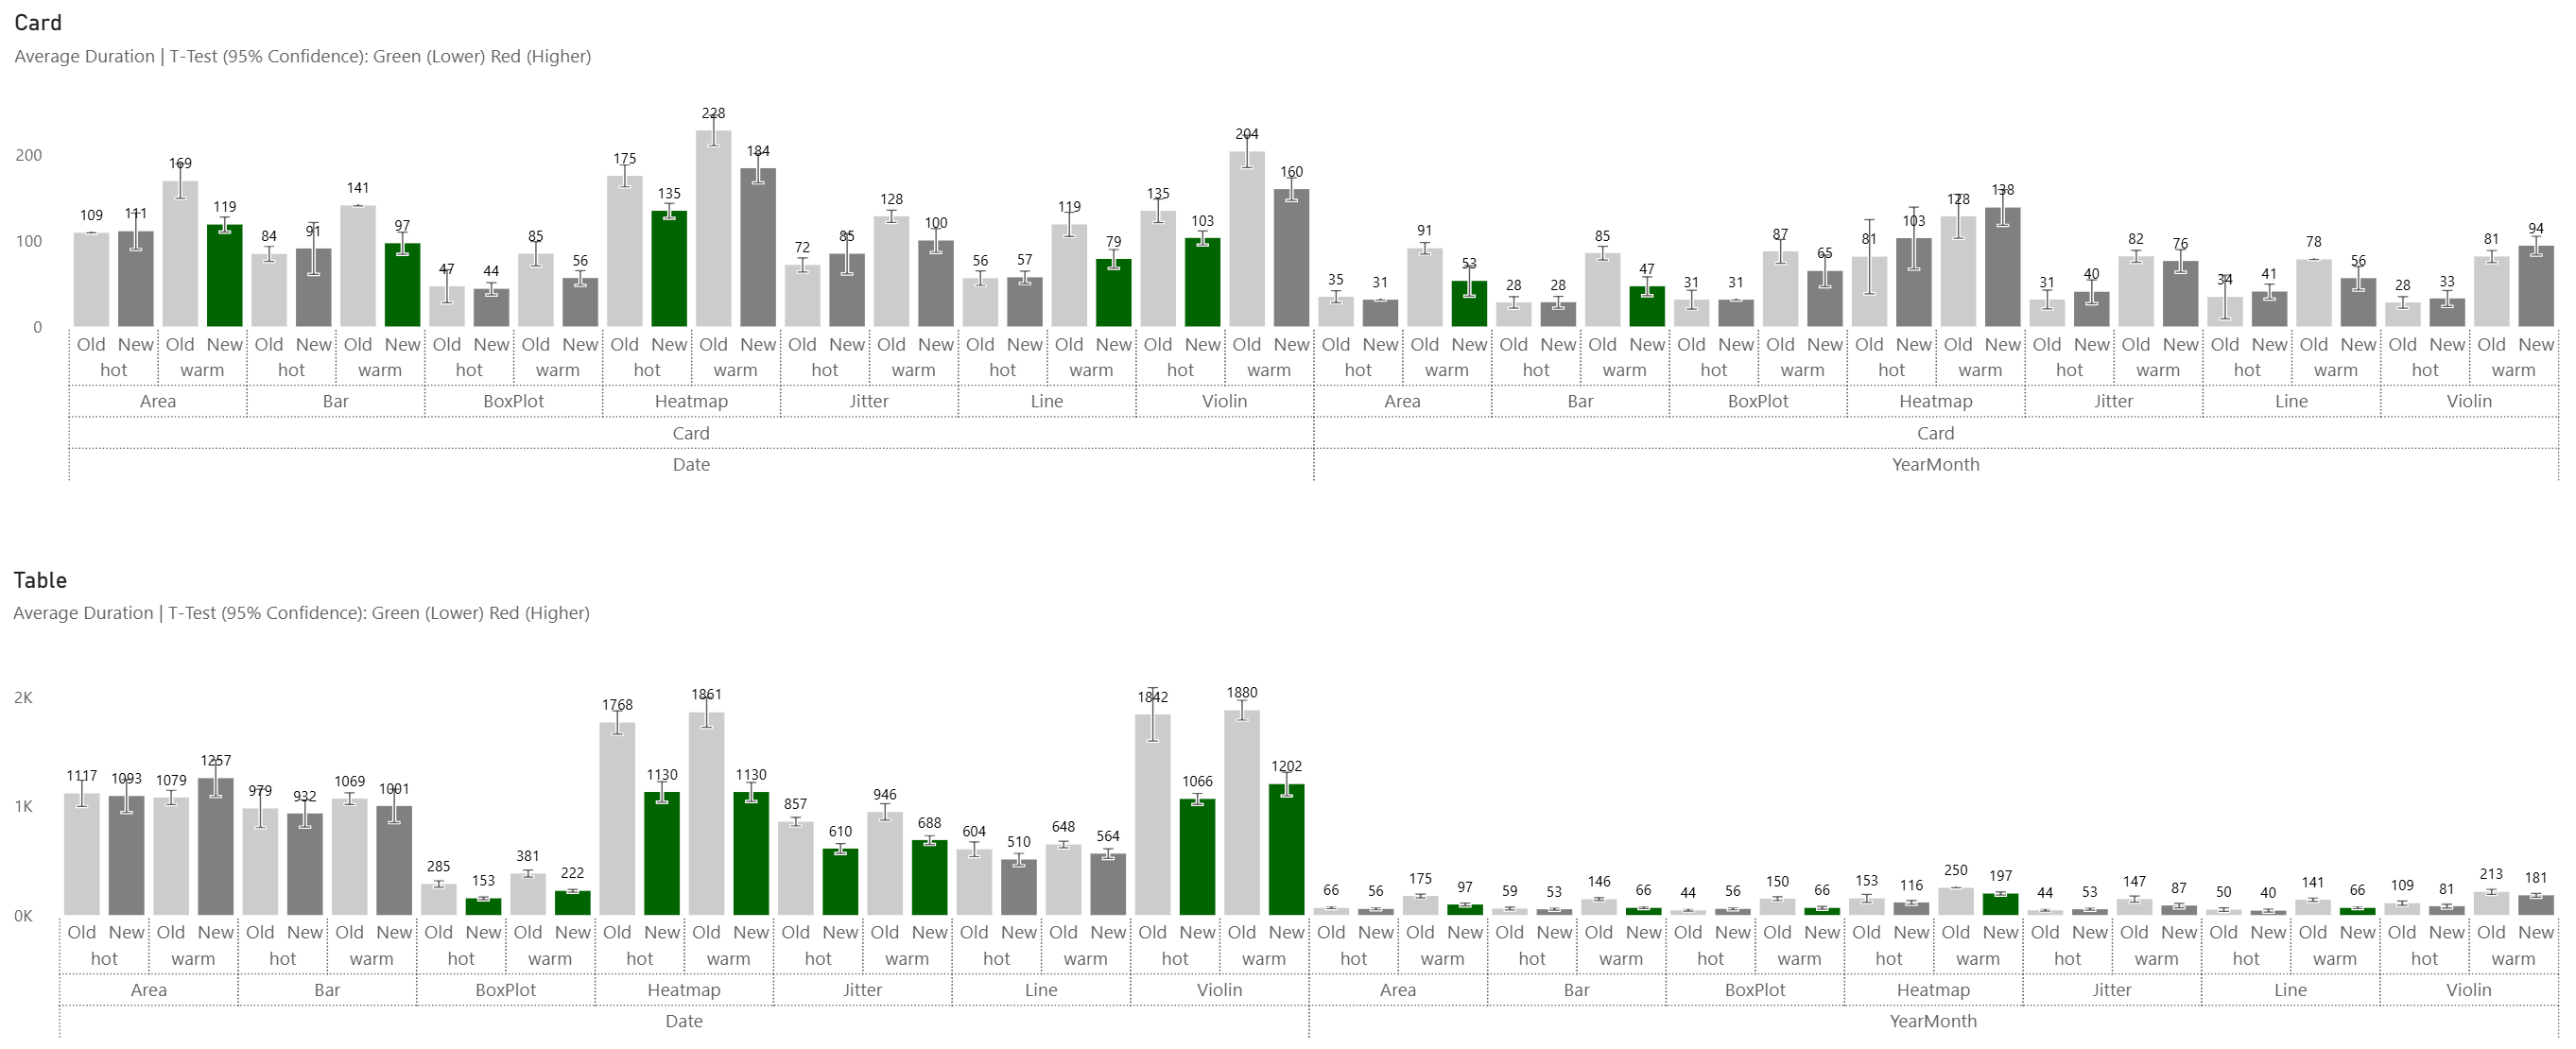 Card
Average Duration | T-Test (95% Confidence): Green (Lower) Red (Higher)
109 111 169 119 84 91 141 97 47 44 85 56 175 135 228 184 72 85 128 100 56 57 119 79 135 103 204 160 35 31 91 53 28 28 85 47 31 31 87 65 81 103 128 138 31 40 82 76 34 41 78 56 28 33 81 94
200
100
0
Old New Old New Old New Old New Old New Old New Old New Old New Old New Old New Old New Old New Old New Old New Old New Old New Old New Old New Old New Old New Old New Old New Old New Old New Old New Old New Old New Old New
hot warm hot warm hot warm hot warm hot warm hot warm hot warm hot warm hot warm hot warm hot warm hot warm hot warm hot warm
Area Bar BoxPlot Heatmap Jitter Line Violin Area Bar BoxPlot Heatmap Jitter Line Violin
Card Card
Date YearMonth
Table
Average Duration | T-Test (95% Confidence): Green (Lower) Red (Higher)
1117 1093 1079 1257 979 932 1069 1001 285 153 381 222 1768 1130 1861 1130 857 610 946 688 604 510 648 564 1842 1066 1880 1202 66 56 175 97 59 53 146 66 44 56 150 66 153 116 250 197 44 53 147 87 50 40 141 66 109 81 213 181
2K
1K
0K
Old New Old New Old New Old New Old New Old New Old New Old New Old New Old New Old New Old New Old New Old New Old New Old New Old New Old New Old New Old New Old New Old New Old New Old New Old New Old New Old New Old New
hot warm hot warm hot warm hot warm hot warm hot warm hot warm hot warm hot warm hot warm hot warm hot warm hot warm hot warm
Area Bar BoxPlot Heatmap Jitter Line Violin Area Bar BoxPlot Heatmap Jitter Line Violin
Date YearMonth